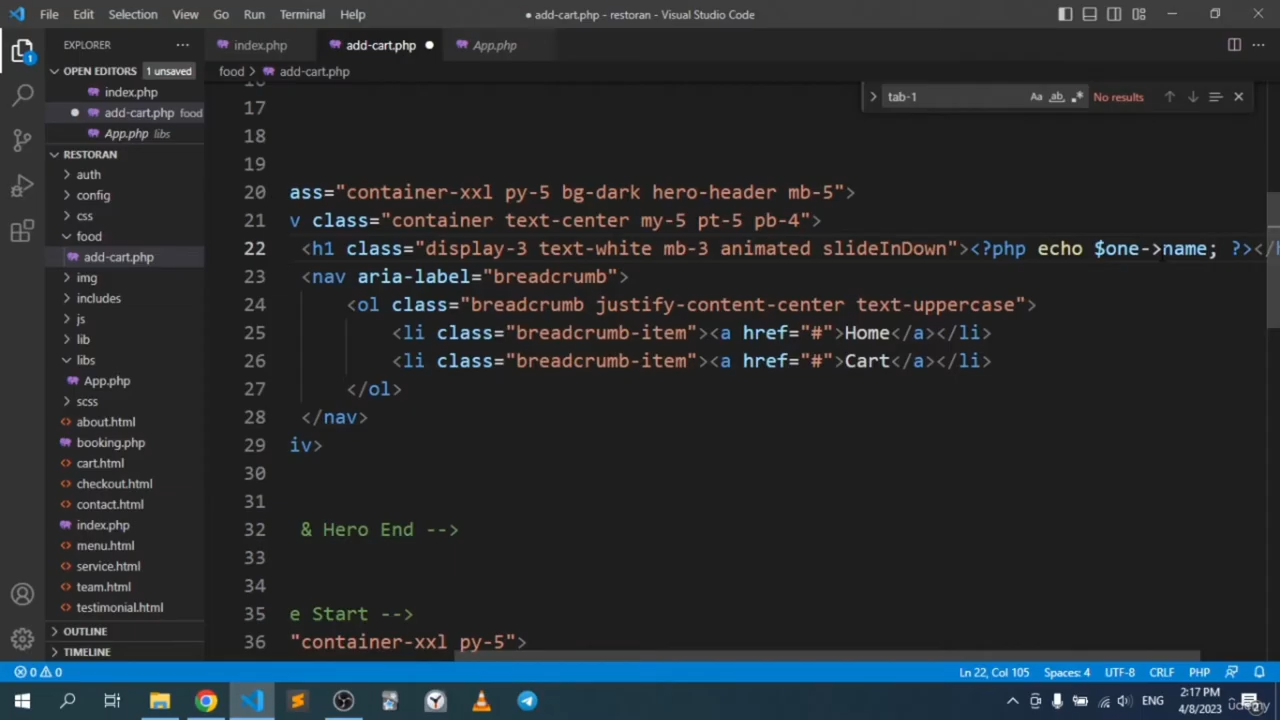 File Edit Selection View Go Run Terminal Help
● add-cart.php - restoran - Visual Studio Code
EXPLORER
index.php
add-cart.php
App.php
OPEN EDITORS 1 unsaved
food > add-cart.php
index.php
add-cart.php food
App.php libs
tab-1
Aa ab .* No results
RESTORAN
auth
config
css
food
add-cart.php
img
includes
js
lib
libs
App.php
scss
about.html
booking.php
cart.html
checkout.html
contact.html
index.php
menu.html
service.html
team.html
testimonial.html
OUTLINE
TIMELINE
17
18
19
20 ass="container-xxl py-5 bg-dark hero-header mb-5">
21 v class="container text-center my-5 pt-5 pb-4">
22 <h1 class="display-3 text-white mb-3 animated slideInDown"><?php echo $one->name; ?></h
23 <nav aria-label="breadcrumb">
24 <ol class="breadcrumb justify-content-center text-uppercase">
25 <li class="breadcrumb-item"><a href="#">Home</a></li>
26 <li class="breadcrumb-item"><a href="#">Cart</a></li>
27 </ol>
28 </nav>
29 iv>
30
31
32 & Hero End -->
33
34
35 e Start -->
36 "container-xxl py-5">
0 0
Ln 22, Col 105 Spaces: 4 UTF-8 CRLF PHP
ENG
2:17 PM
4/8/2023
1